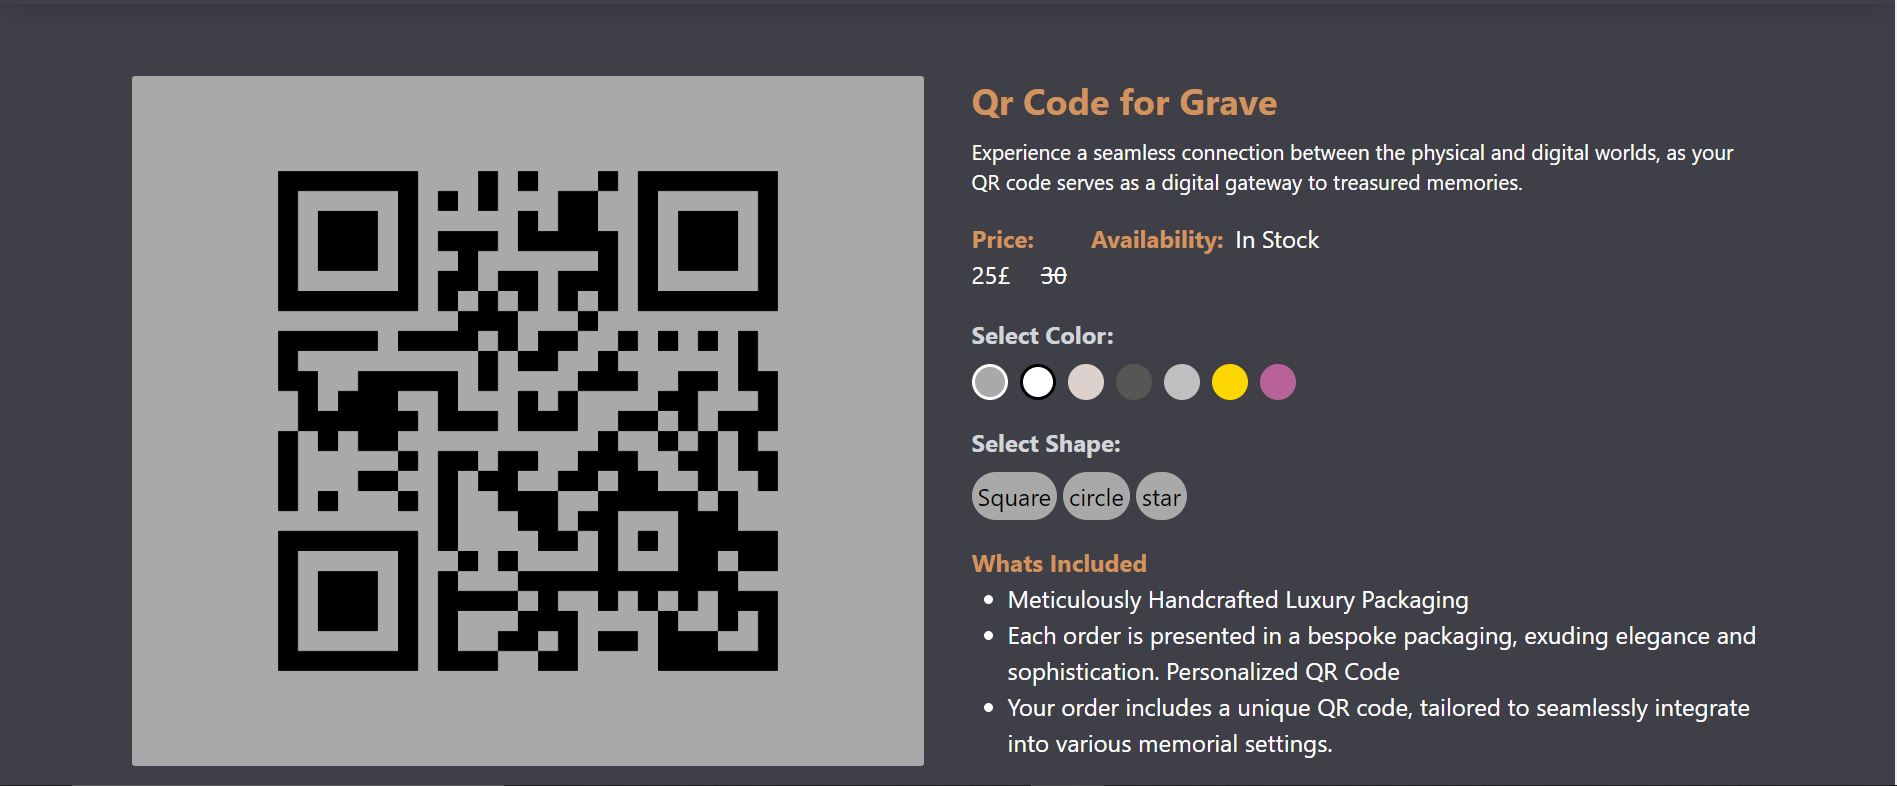 Qr Code for Grave
Experience a seamless connection between the physical and digital worlds, as your
QR code serves as a digital gateway to treasured memories.
Price: Availability: In Stock
25£ 30
Select Color:
Select Shape:
Square circle star
Whats Included
Meticulously Handcrafted Luxury Packaging
Each order is presented in a bespoke packaging, exuding elegance and
sophistication. Personalized QR Code
Your order includes a unique QR code, tailored to seamlessly integrate
into various memorial settings.